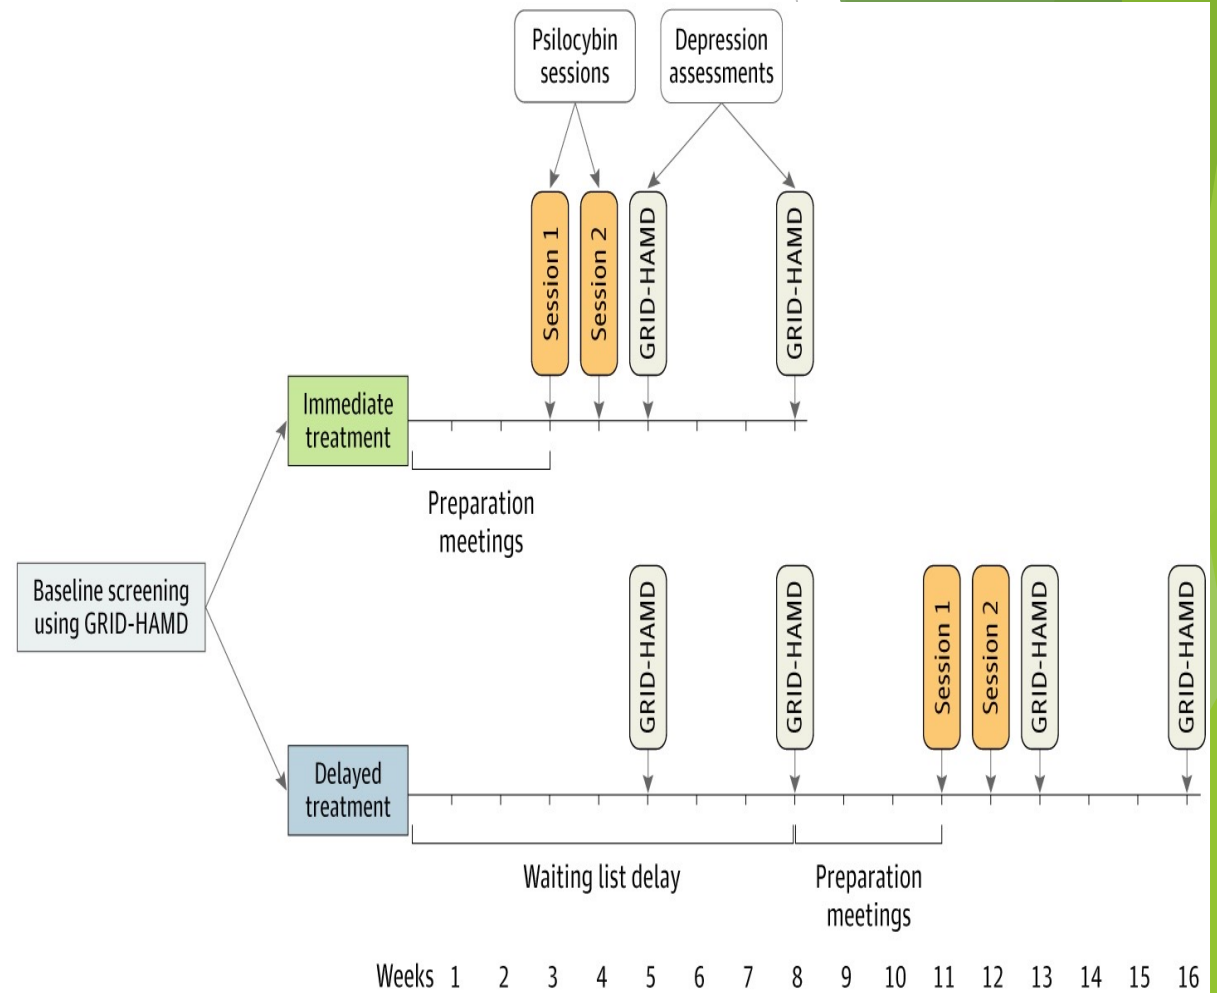 Psilocybin
sessions
Depression
assessments
Session 1
Session 2
GRID-HAMD
GRID-HAMD
Immediate
treatment
Preparation
meetings
Baseline screening
using GRID-HAMD
GRID-HAMD
GRID-HAMD
Session 1
Session 2
GRID-HAMD
GRID-HAMD
Delayed
treatment
Waiting list delay
Preparation
meetings
Weeks 1 2 3 4 5 6 7 8 9 10 11 12 13 14 15 16